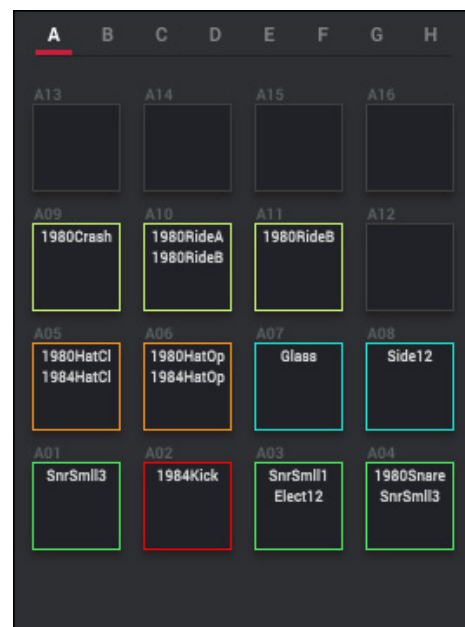 A B C D E F G H
A13 A14 A15 A16
A09 A10 A11 A12
1980Crash 1980RideA 1980RideB
1980RideB
A05 A06 A07 A08
1980HatCl 1980HatOp Glass Side12
1984HatCl 1984HatOp
A01 A02 A03 A04
SnrSmll3 1984Kick SnrSmll1 1980Snare
Elect12 SnrSmll3